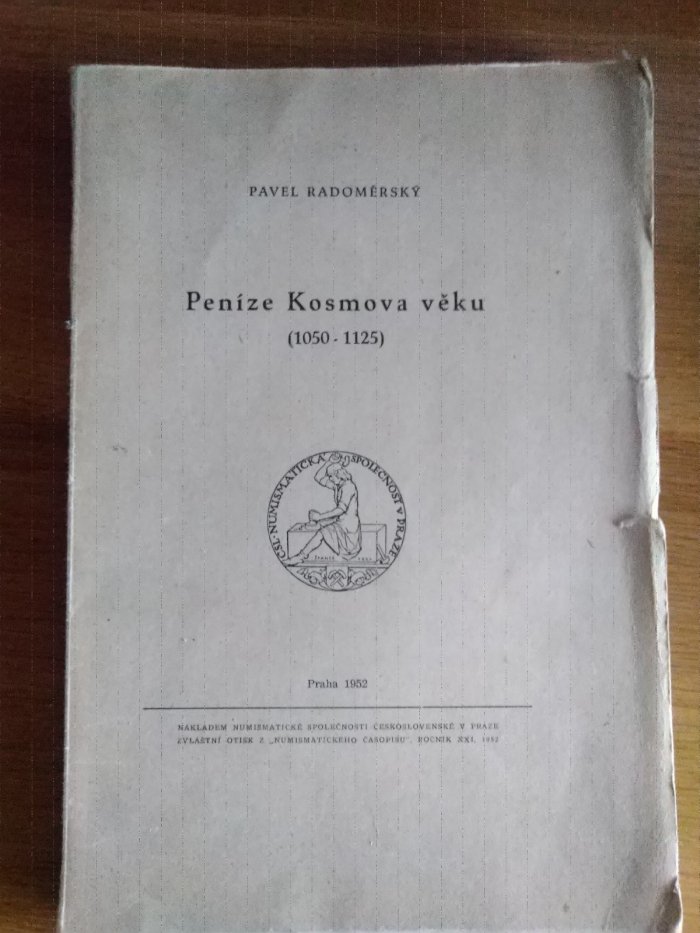 PAVEL RADOMĚRSKÝ
Peníze Kosmova věku
(1050 - 1125)
ČSL. NUMISMATICKÁ SPOLEČNOST V PRAZE
Praha 1952
NÁKLADEM NUMISMATICKÉ SPOLEČNOSTI ČESKOSLOVENSKÉ V PRAZE
ZVLÁŠTNÍ OTISK Z „NUMISMATICKÉHO ČASOPISU", ROČNÍK XXI, 1952